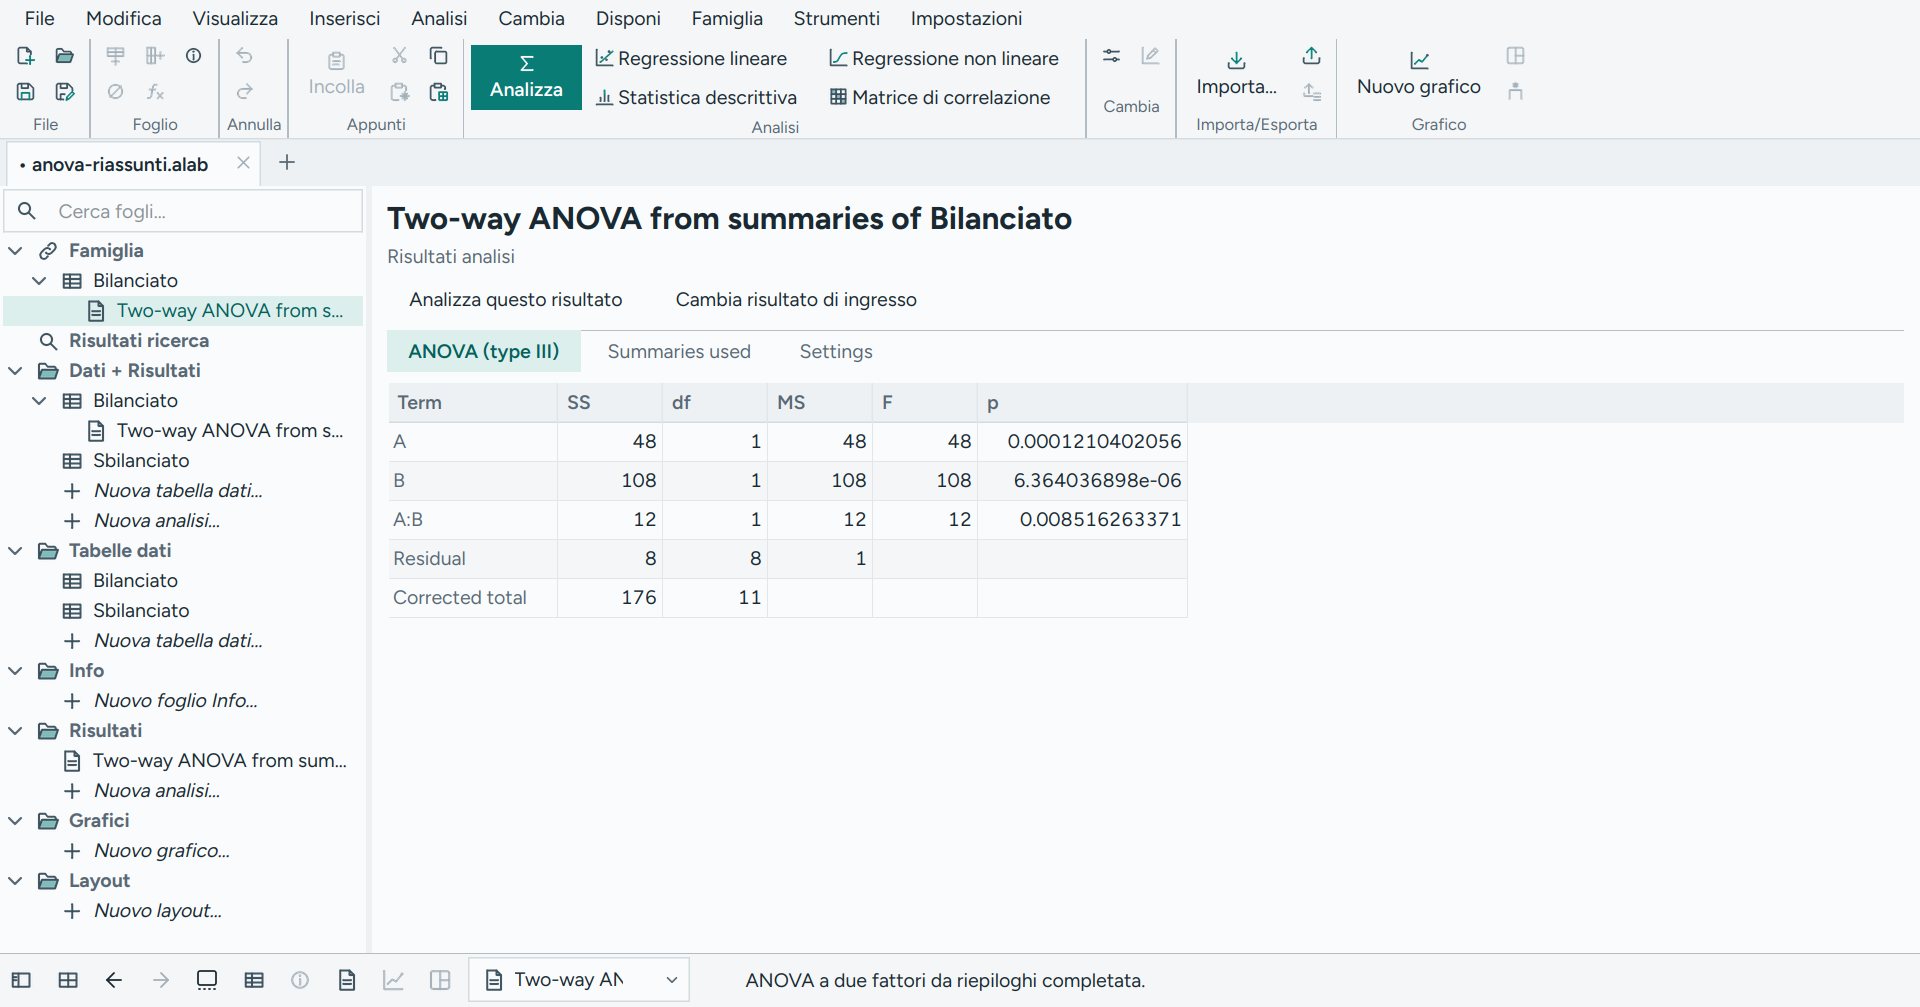 File Modifica Visualizza Inserisci Analisi Cambia Disponi Famiglia Strumenti Impostazioni
Incolla
Analizza
Regressione lineare
Regressione non lineare
Statistica descrittiva
Matrice di correlazione
Importa...
Nuovo grafico
File Foglio Annulla Appunti Analisi Cambia Importa/Esporta Grafico
• anova-riassunti.alab
Cerca fogli...
Famiglia
Bilanciato
Two-way ANOVA from s...
Risultati ricerca
Dati + Risultati
Bilanciato
Two-way ANOVA from s...
Sbilanciato
Nuova tabella dati...
Nuova analisi...
Tabelle dati
Bilanciato
Sbilanciato
Nuova tabella dati...
Info
Nuovo foglio Info...
Risultati
Two-way ANOVA from sum...
Nuova analisi...
Grafici
Nuovo grafico...
Layout
Nuovo layout...
Two-way ANOVA from summaries of Bilanciato
Risultati analisi
Analizza questo risultato Cambia risultato di ingresso
ANOVA (type III) Summaries used Settings
Term SS df MS F p
A 48 1 48 48 0.0001210402056
B 108 1 108 108 6.364036898e-06
A:B 12 1 12 12 0.008516263371
Residual 8 8 1
Corrected total 176 11
Two-way AN
ANOVA a due fattori da riepiloghi completata.